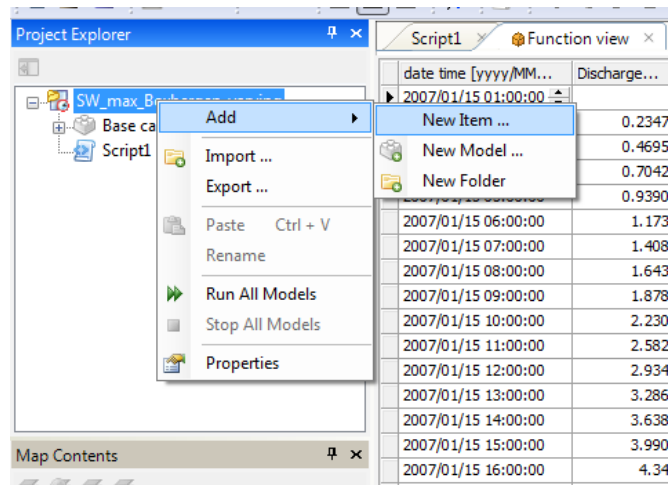 Project Explorer
SW_max_
Base ca
Script1
Add
Import ...
Export ...
Paste Ctrl + V
Rename
Run All Models
Stop All Models
Properties
New Item ...
New Model ...
New Folder
Map Contents
Script1
Function view
date time [yyyy/MM... Discharge...
2007/01/15 01:00:00
0.2347
0.4695
0.7042
0.9390
2007/01/15 06:00:00 1.173
2007/01/15 07:00:00 1.408
2007/01/15 08:00:00 1.643
2007/01/15 09:00:00 1.878
2007/01/15 10:00:00 2.230
2007/01/15 11:00:00 2.582
2007/01/15 12:00:00 2.934
2007/01/15 13:00:00 3.286
2007/01/15 14:00:00 3.638
2007/01/15 15:00:00 3.990
2007/01/15 16:00:00 4.34